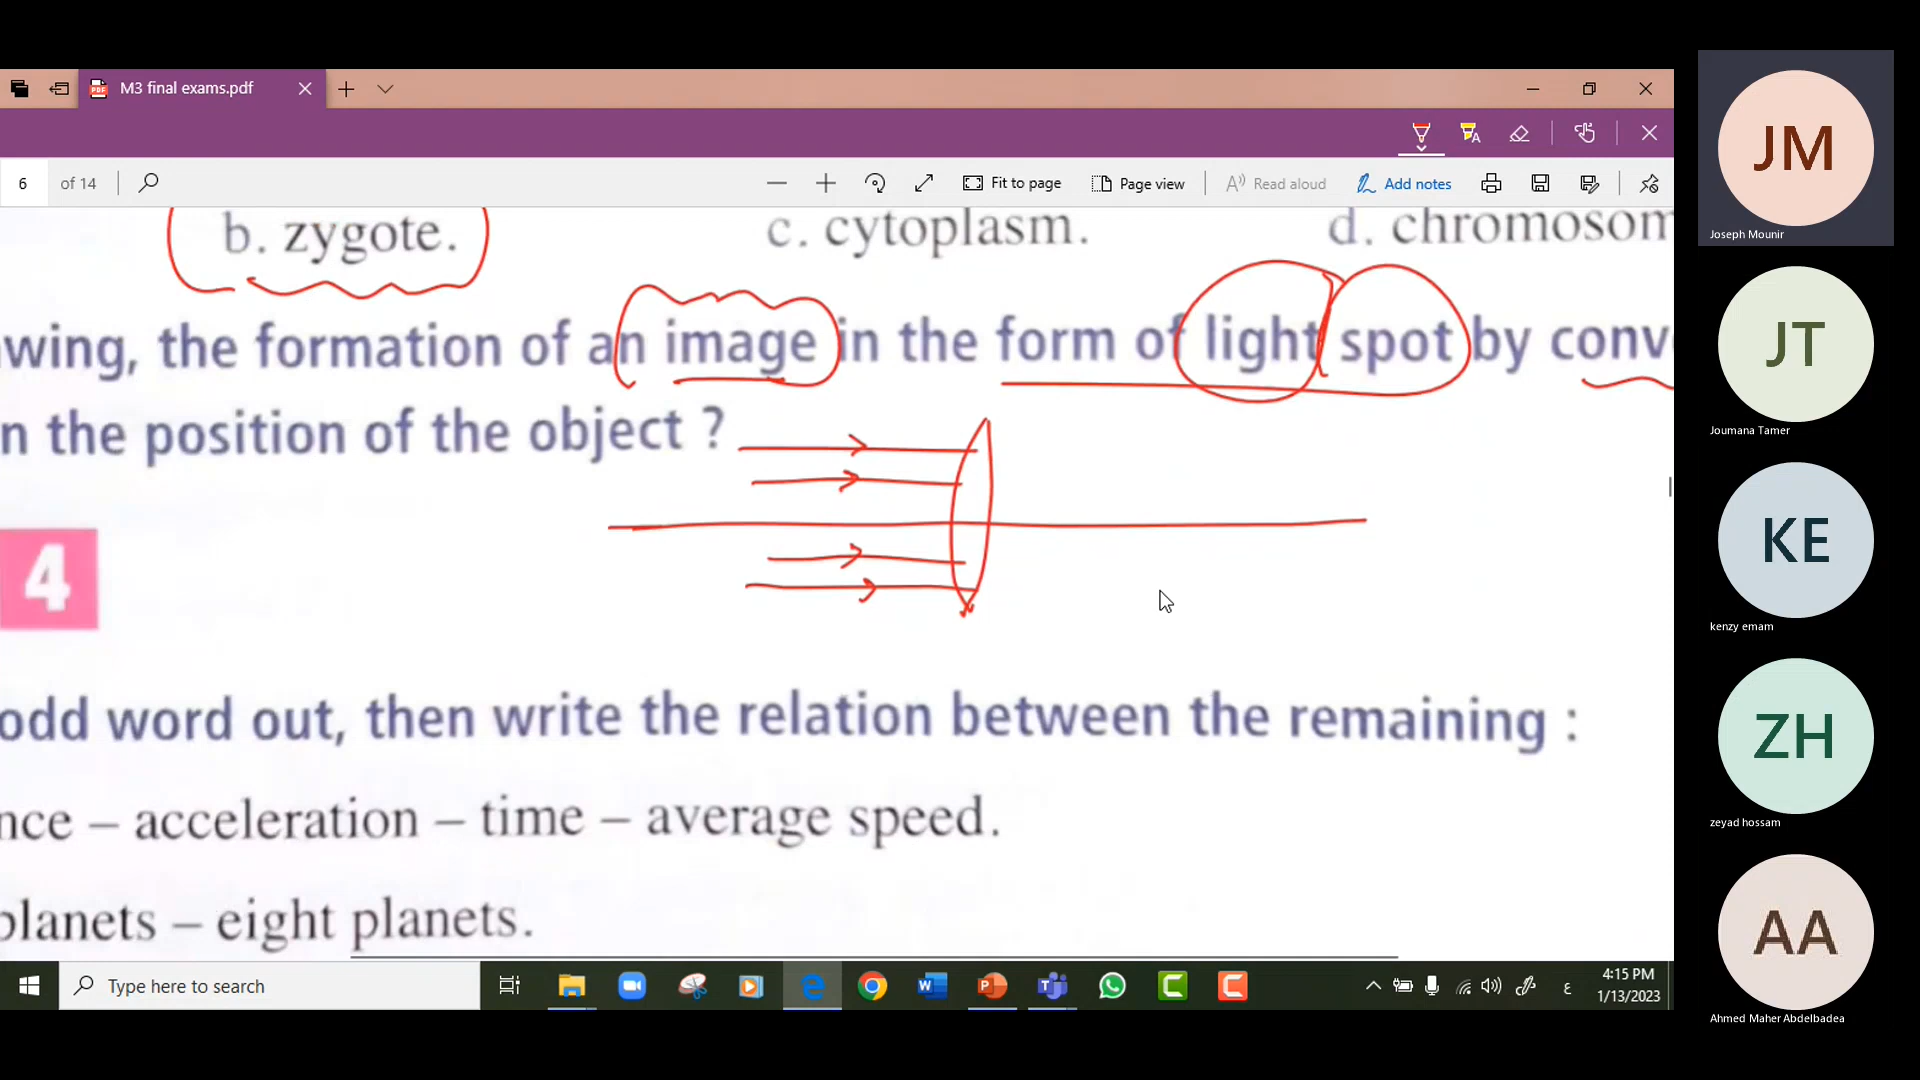 M3 final exams.pdf
6 of 14
Fit to page
Page view
Read aloud
Add notes
b. zygote.
c. cytoplasm.
d. chromosom
wing, the formation of an image in the form of light spot by conv
n the position of the object ?
4
odd word out, then write the relation between the remaining :
nce – acceleration – time – average speed.
planets – eight planets.
Type here to search
ع
4:15 PM
1/13/2023
JM
Joseph Mounir
JT
Joumana Tamer
KE
kenzy emam
ZH
zeyad hossam
AA
Ahmed Maher Abdelbadea